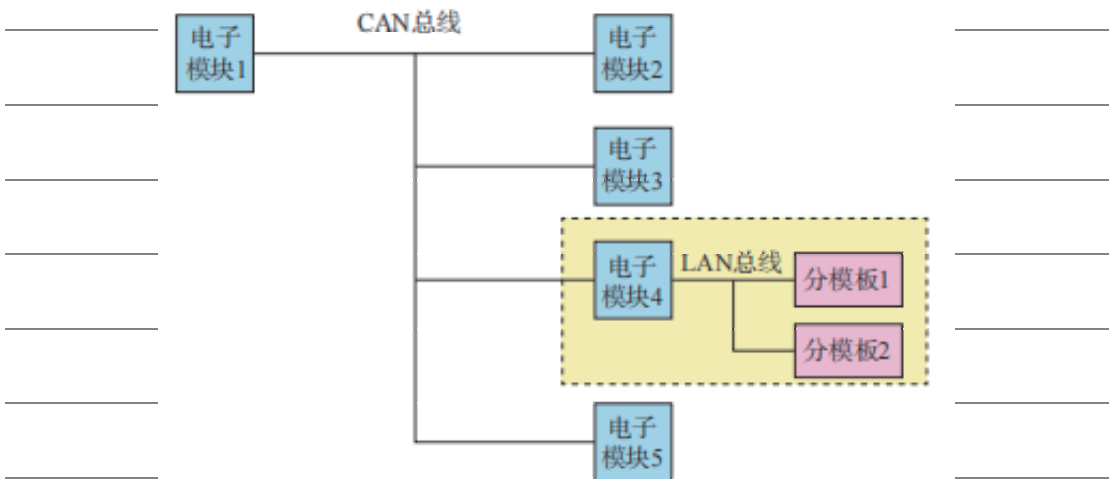 CAN总线
电子
模块1
电子
模块2
电子
模块3
电子
模块4
LAN总线
分模板1
分模板2
电子
模块5